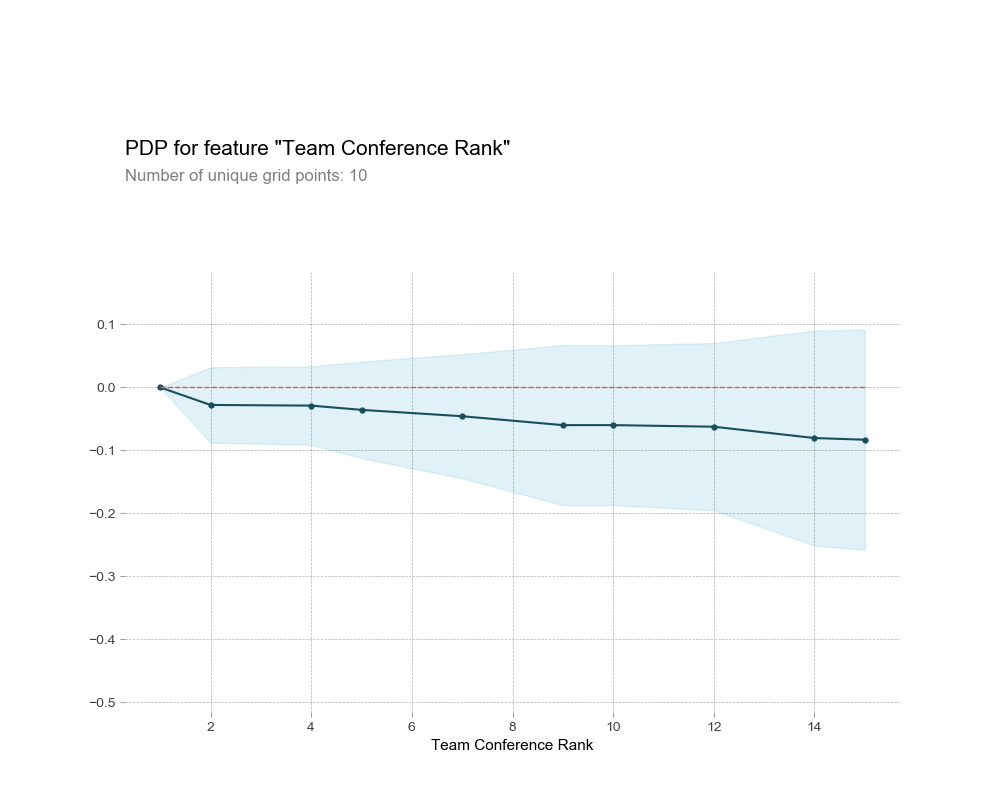 PDP for feature "Team Conference Rank"
Number of unique grid points: 10
0.1
0.0
−0.1
−0.2
−0.3
−0.4
−0.5
2 4 6 8 10 12 14
Team Conference Rank